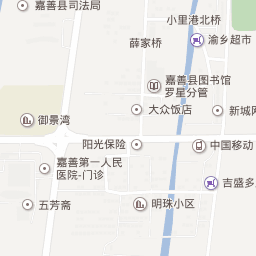 嘉善县司法局
小里港北桥
薛家桥
渝乡超市
嘉善县图书馆
罗星分管
大众饭店
新城网
御景湾
阳光保险
中国移动
嘉善第一人民
医院-门诊
吉盛多
五芳斋
明珠小区